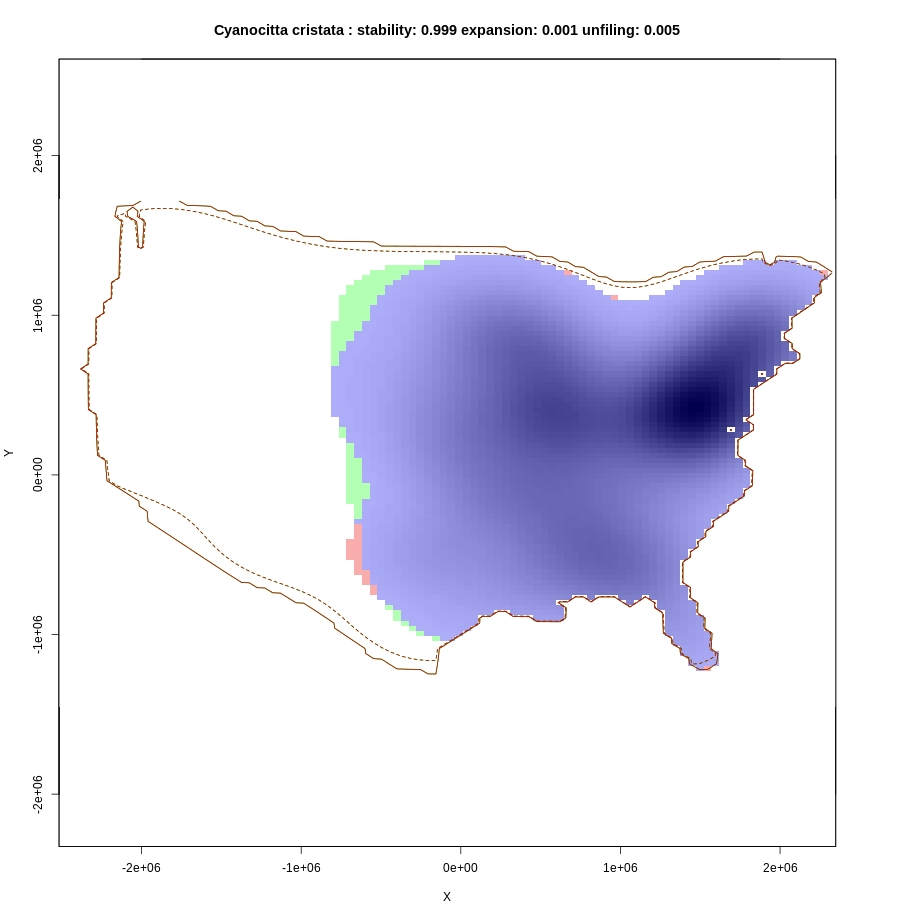 Cyanocitta cristata : stability: 0.999 expansion: 0.001 unfiling: 0.005
2e+06
1e+06
0e+00
-1e+06
-2e+06
Y
-2e+06 -1e+06 0e+00 1e+06 2e+06
X